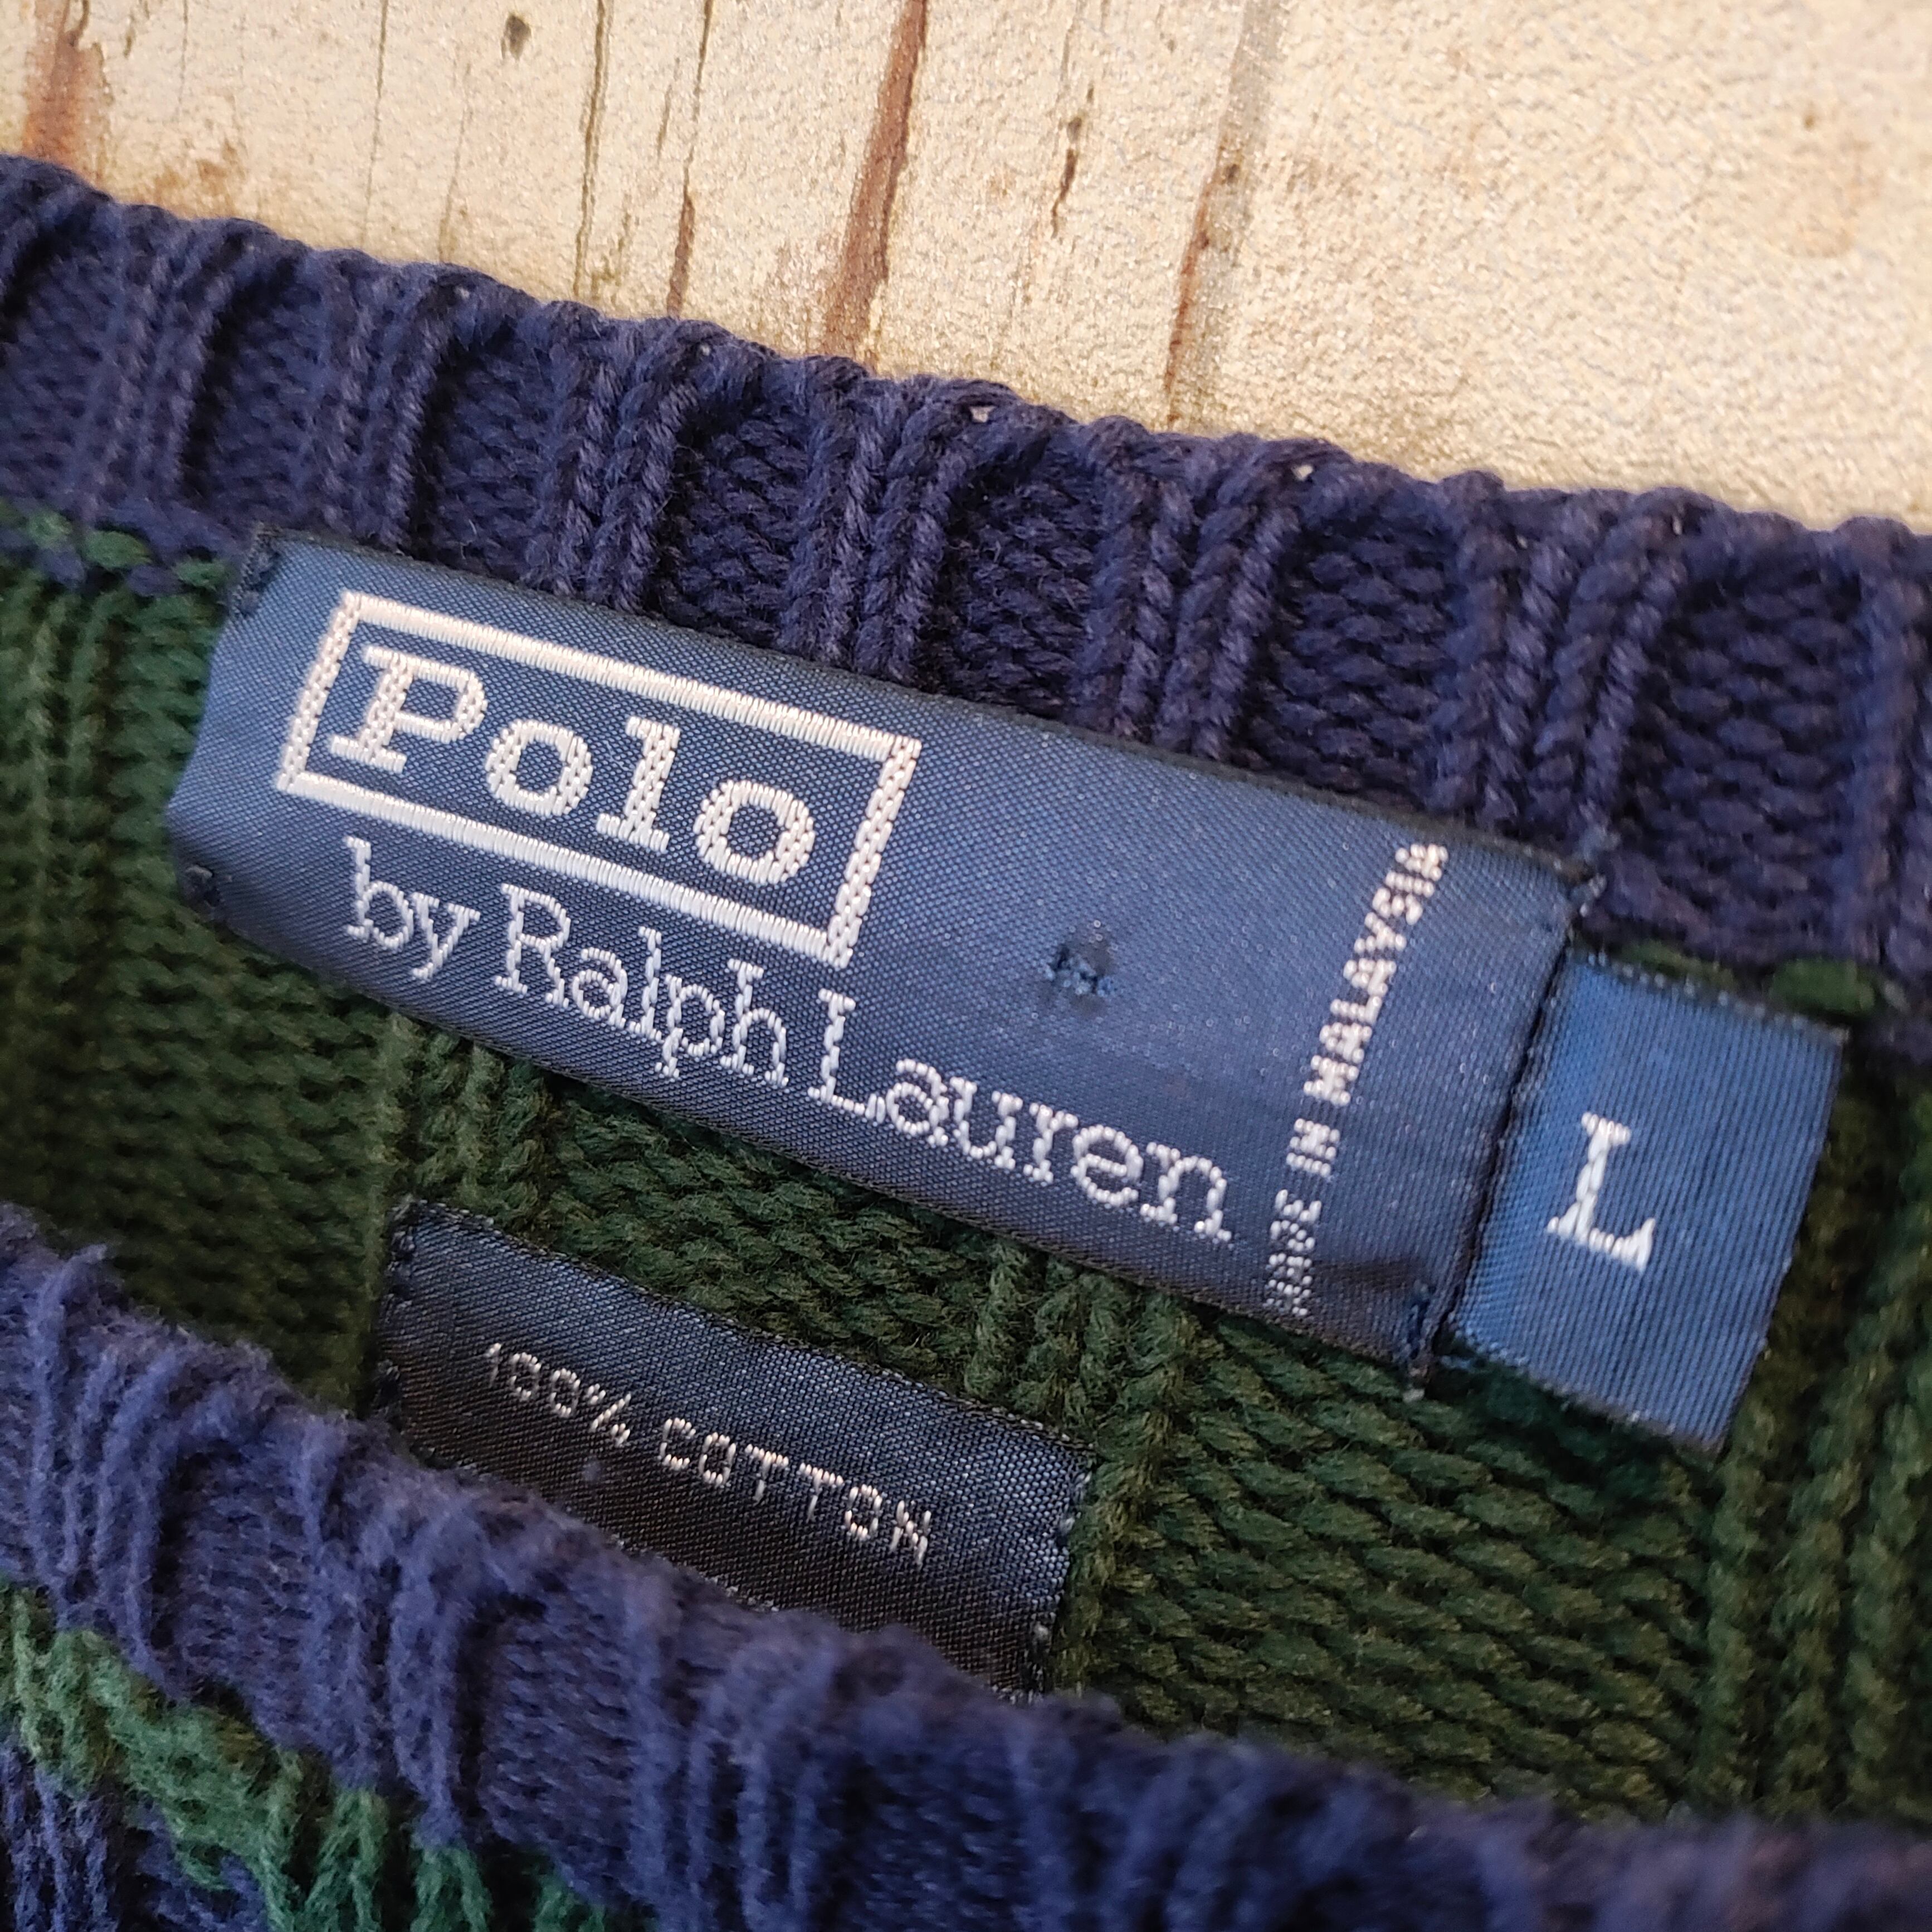 Polo
by Ralph Lauren
MADE IN MALAYSIA
L
100% COTTON